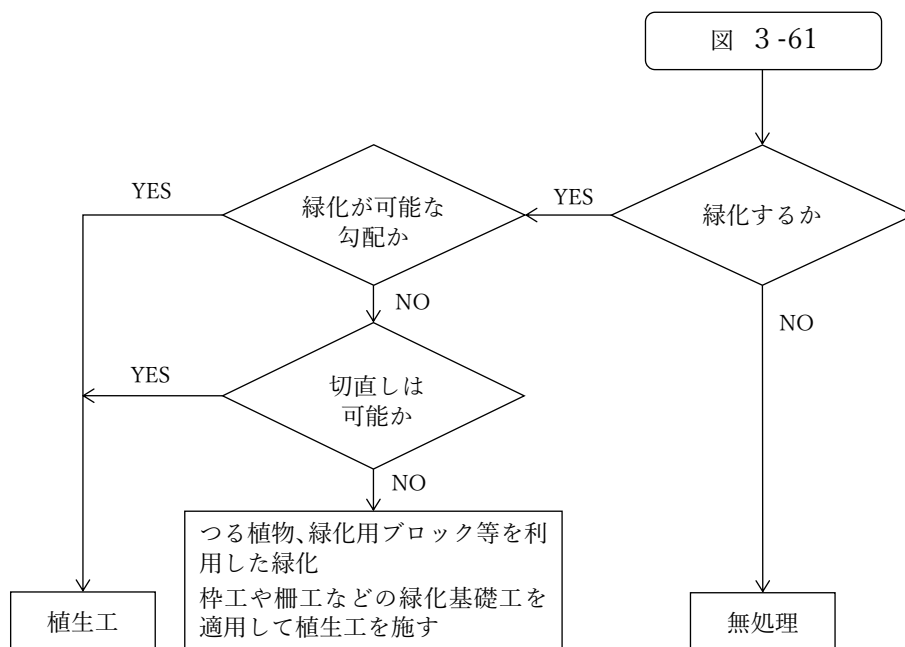 図 3-61
緑化するか
YES
NO
緑化が可能な
勾配か
YES
NO
切直しは
可能か
YES
NO
つる植物、緑化用ブロック等を利
用した緑化
枠工や柵工などの緑化基礎工を
適用して植生工を施す
植生工
無処理